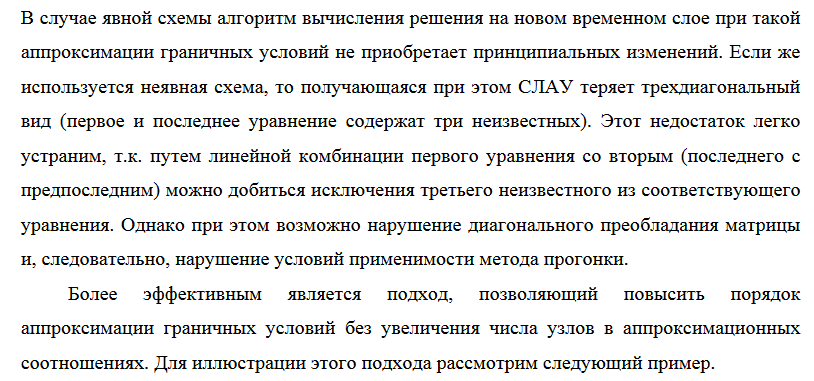 В случае явной схемы алгоритм вычисления решения на новом временном слое при такой
аппроксимации граничных условий не приобретает принципиальных изменений. Если же
используется неявная схема, то получающаяся при этом СЛАУ теряет трехдиагональный
вид (первое и последнее уравнение содержат три неизвестных). Этот недостаток легко
устраним, т.к. путем линейной комбинации первого уравнения со вторым (последнего с
предпоследним) можно добиться исключения третьего неизвестного из соответствующего
уравнения. Однако при этом возможно нарушение диагонального преобладания матрицы
и, следовательно, нарушение условий применимости метода прогонки.
Более эффективным является подход, позволяющий повысить порядок
аппроксимации граничных условий без увеличения числа узлов в аппроксимационных
соотношениях. Для иллюстрации этого подхода рассмотрим следующий пример.